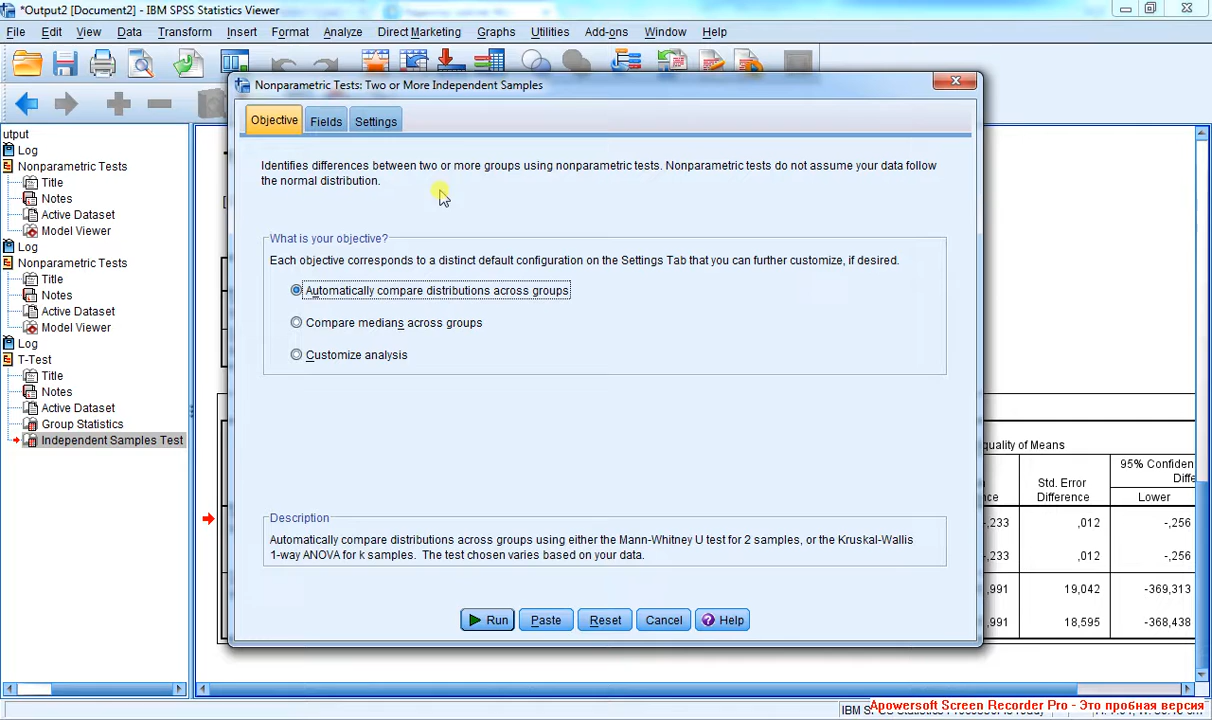 *Output2 [Document2] - IBM SPSS Statistics Viewer
File Edit View Data Transform Insert Format Analyze Direct Marketing Graphs Utilities Add-ons Window Help
Nonparametric Tests: Two or More Independent Samples
Objective Fields Settings
Identifies differences between two or more groups using nonparametric tests. Nonparametric tests do not assume your data follow
the normal distribution.
What is your objective?
Each objective corresponds to a distinct default configuration on the Settings Tab that you can further customize, if desired.
Automatically compare distributions across groups
Compare medians across groups
Customize analysis
Description
Automatically compare distributions across groups using either the Mann-Whitney U test for 2 samples, or the Kruskal-Wallis
1-way ANOVA for k samples. The test chosen varies based on your data.
Run Paste Reset Cancel Help
utput
Log
Nonparametric Tests
Title
Notes
Active Dataset
Model Viewer
Log
Nonparametric Tests
Title
Notes
Active Dataset
Model Viewer
Log
T-Test
Title
Notes
Active Dataset
Group Statistics
Independent Samples Test
quality of Means
Std. Error
Difference
95% Confiden
Diffe
Lower
-,233 ,012 -,256
,233 ,012 -,256
,991 19,042 -369,313
,991 18,595 -368,438
Apowersoft Screen Recorder Pro - Это пробная версия